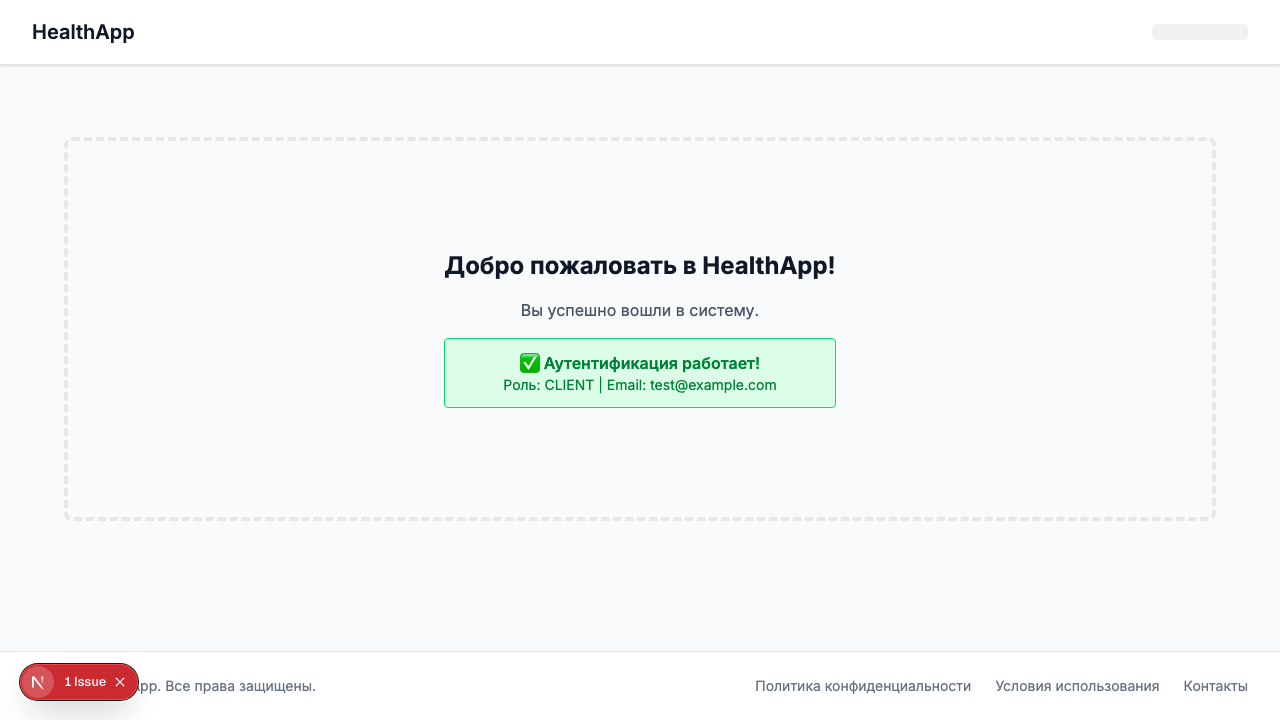 HealthApp
Добро пожаловать в HealthApp!
Вы успешно вошли в систему.
✅ Аутентификация работает!
Роль: CLIENT | Email: test@example.com
1 Issue
pp. Все права защищены.
Политика конфиденциальности
Условия использования
Контакты